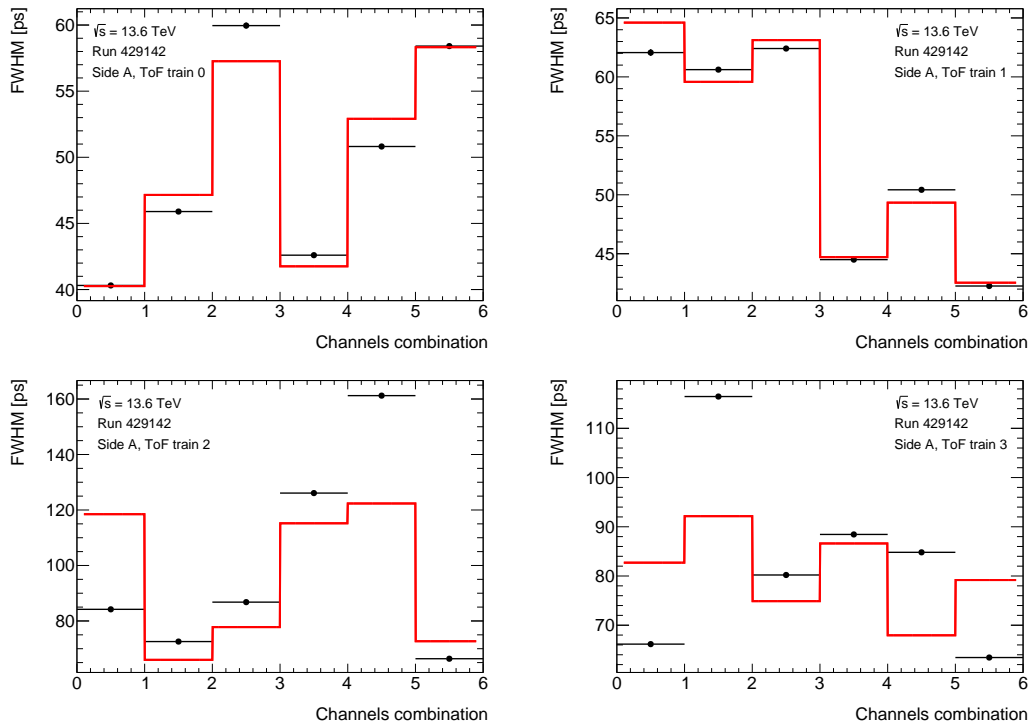 FWHM [ps]
√s = 13.6 TeV
Run 429142
Side A, ToF train 0
60
55
50
45
40
0 1 2 3 4 5 6
Channels combination
FWHM [ps]
√s = 13.6 TeV
Run 429142
Side A, ToF train 1
65
60
55
50
45
0 1 2 3 4 5 6
Channels combination
FWHM [ps]
√s = 13.6 TeV
Run 429142
Side A, ToF train 2
160
140
120
100
80
0 1 2 3 4 5 6
Channels combination
FWHM [ps]
√s = 13.6 TeV
Run 429142
Side A, ToF train 3
110
100
90
80
70
0 1 2 3 4 5 6
Channels combination